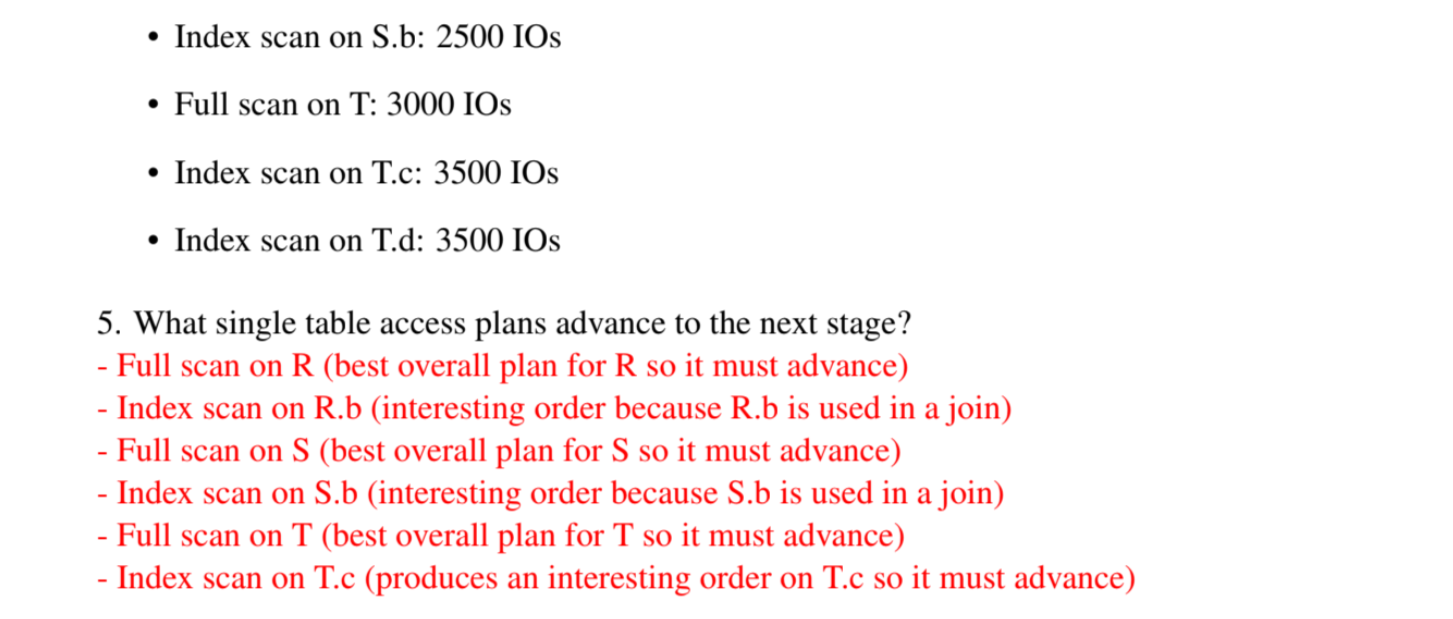 • Index scan on S.b: 2500 IOs
• Full scan on T: 3000 IOs
• Index scan on T.c: 3500 IOs
• Index scan on T.d: 3500 IOs
5. What single table access plans advance to the next stage?
- Full scan on R (best overall plan for R so it must advance)
- Index scan on R.b (interesting order because R.b is used in a join)
- Full scan on S (best overall plan for S so it must advance)
- Index scan on S.b (interesting order because S.b is used in a join)
- Full scan on T (best overall plan for T so it must advance)
- Index scan on T.c (produces an interesting order on T.c so it must advance)